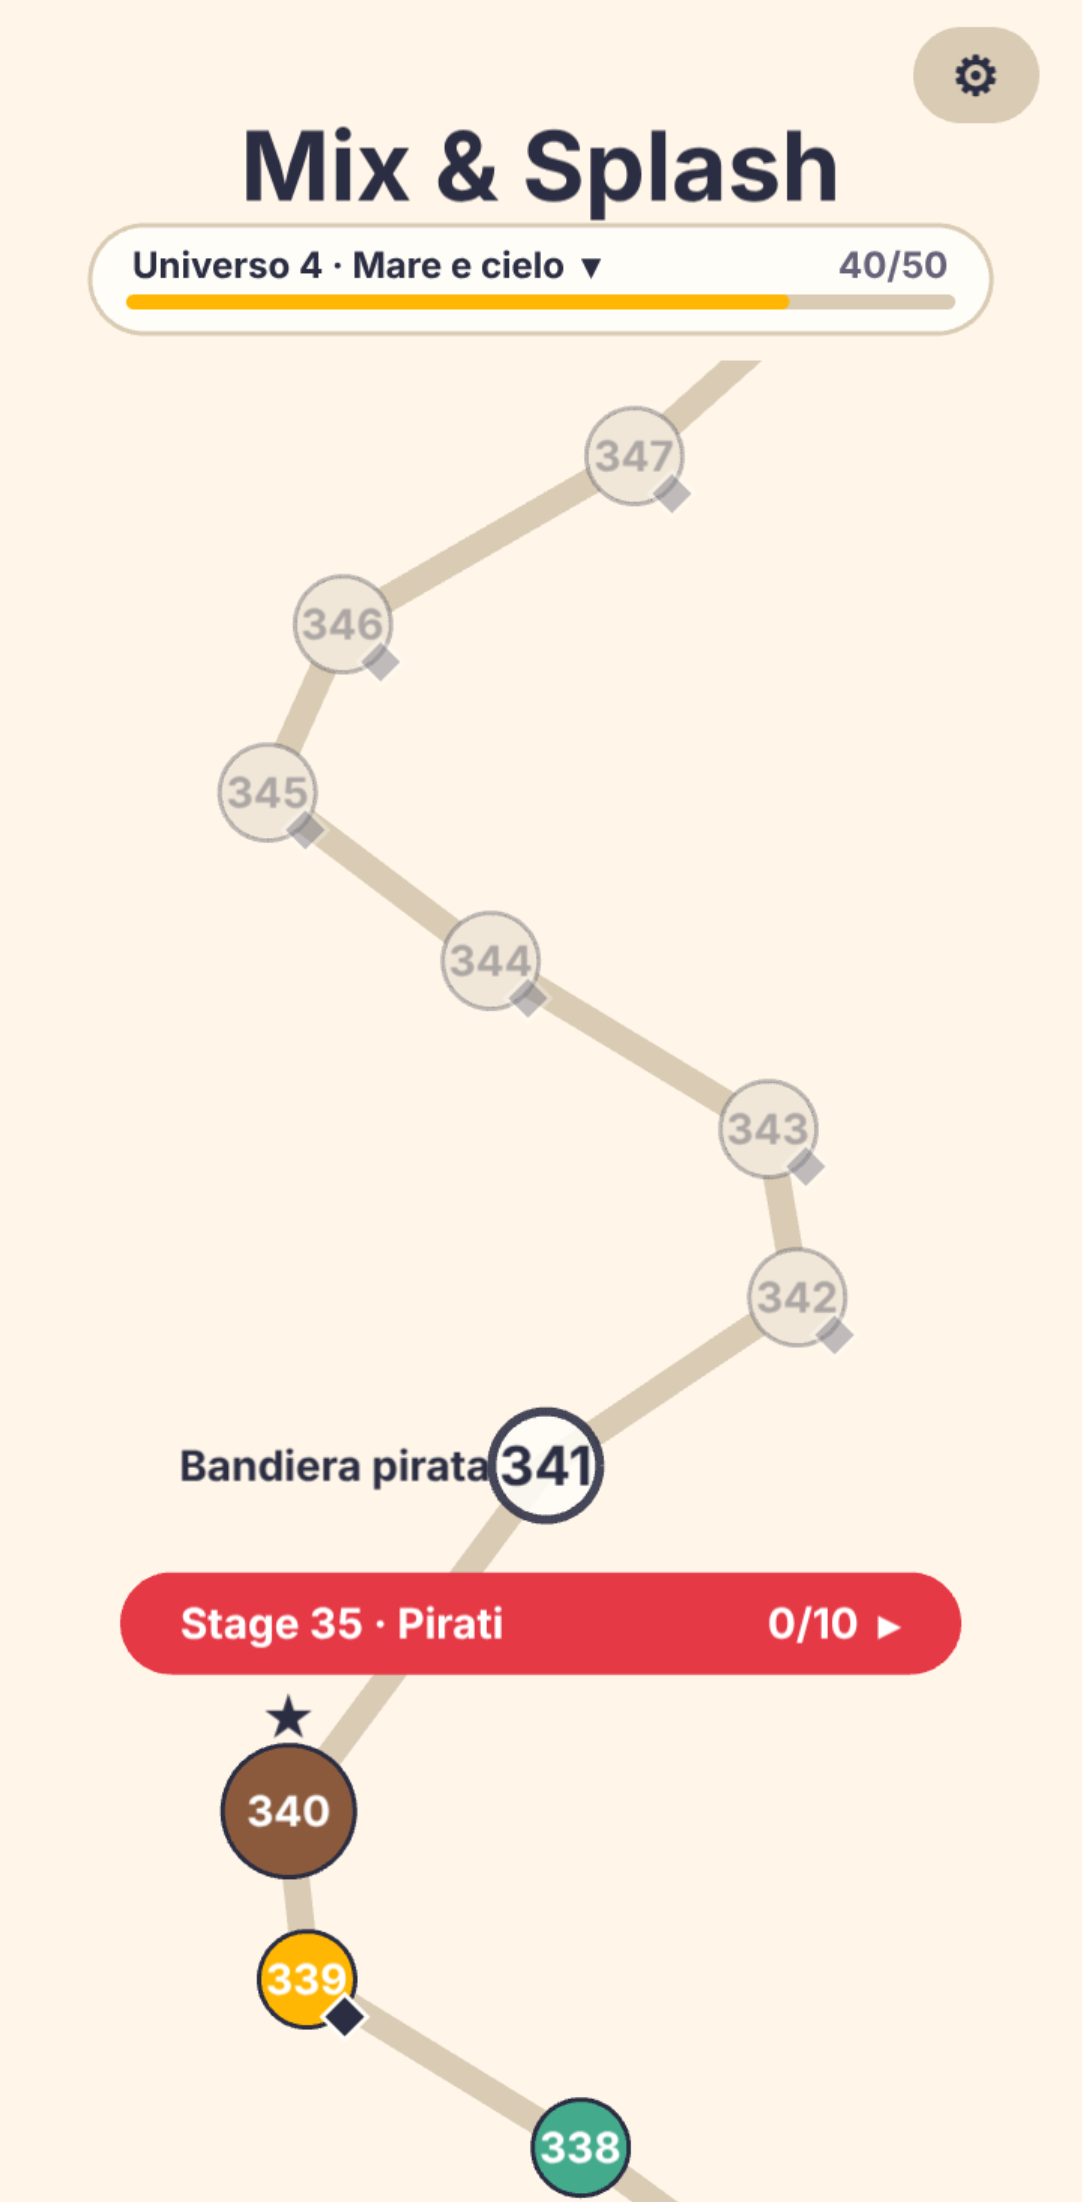 Mix & Splash
Universo 4 · Mare e cielo ▼ 40/50
347
346
345
344
343
342
Bandiera pirata 341
Stage 35 · Pirati 0/10 ►
340
339
338